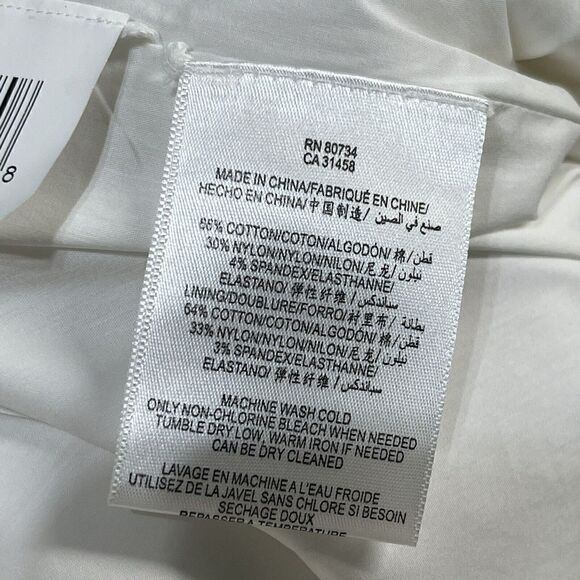 8
RN 80734
CA 31458
MADE IN CHINA/FABRIQUÉ EN CHINE/
HECHO EN CHINA/中国制造/ صنع في الصين
66% COTTON/COTON/ALGODÓN/棉/قطن
30% NYLON/NYLON/NILON/尼龙/نيلون
4% SPANDEX/ELASTHANNE/
ELASTANO/弹性纤维/سباندكس
LINING/DOUBLURE/FORRO/衬里布/بطانة
64% COTTON/COTON/ALGODÓN/棉/قطن
33% NYLON/NYLON/NILON/尼龙/نيلون
3% SPANDEX/ELASTHANNE/
ELASTANO/弹性纤维/سباندكس
MACHINE WASH COLD
ONLY NON-CHLORINE BLEACH WHEN NEEDED
TUMBLE DRY LOW, WARM IRON IF NEEDED
CAN BE DRY CLEANED
LAVAGE EN MACHINE A L'EAU FROIDE
UTILISEZ DE LA JAVEL SANS CHLORE SI BESOIN
SECHAGE DOUX
REPASSER A TEMPERATURE